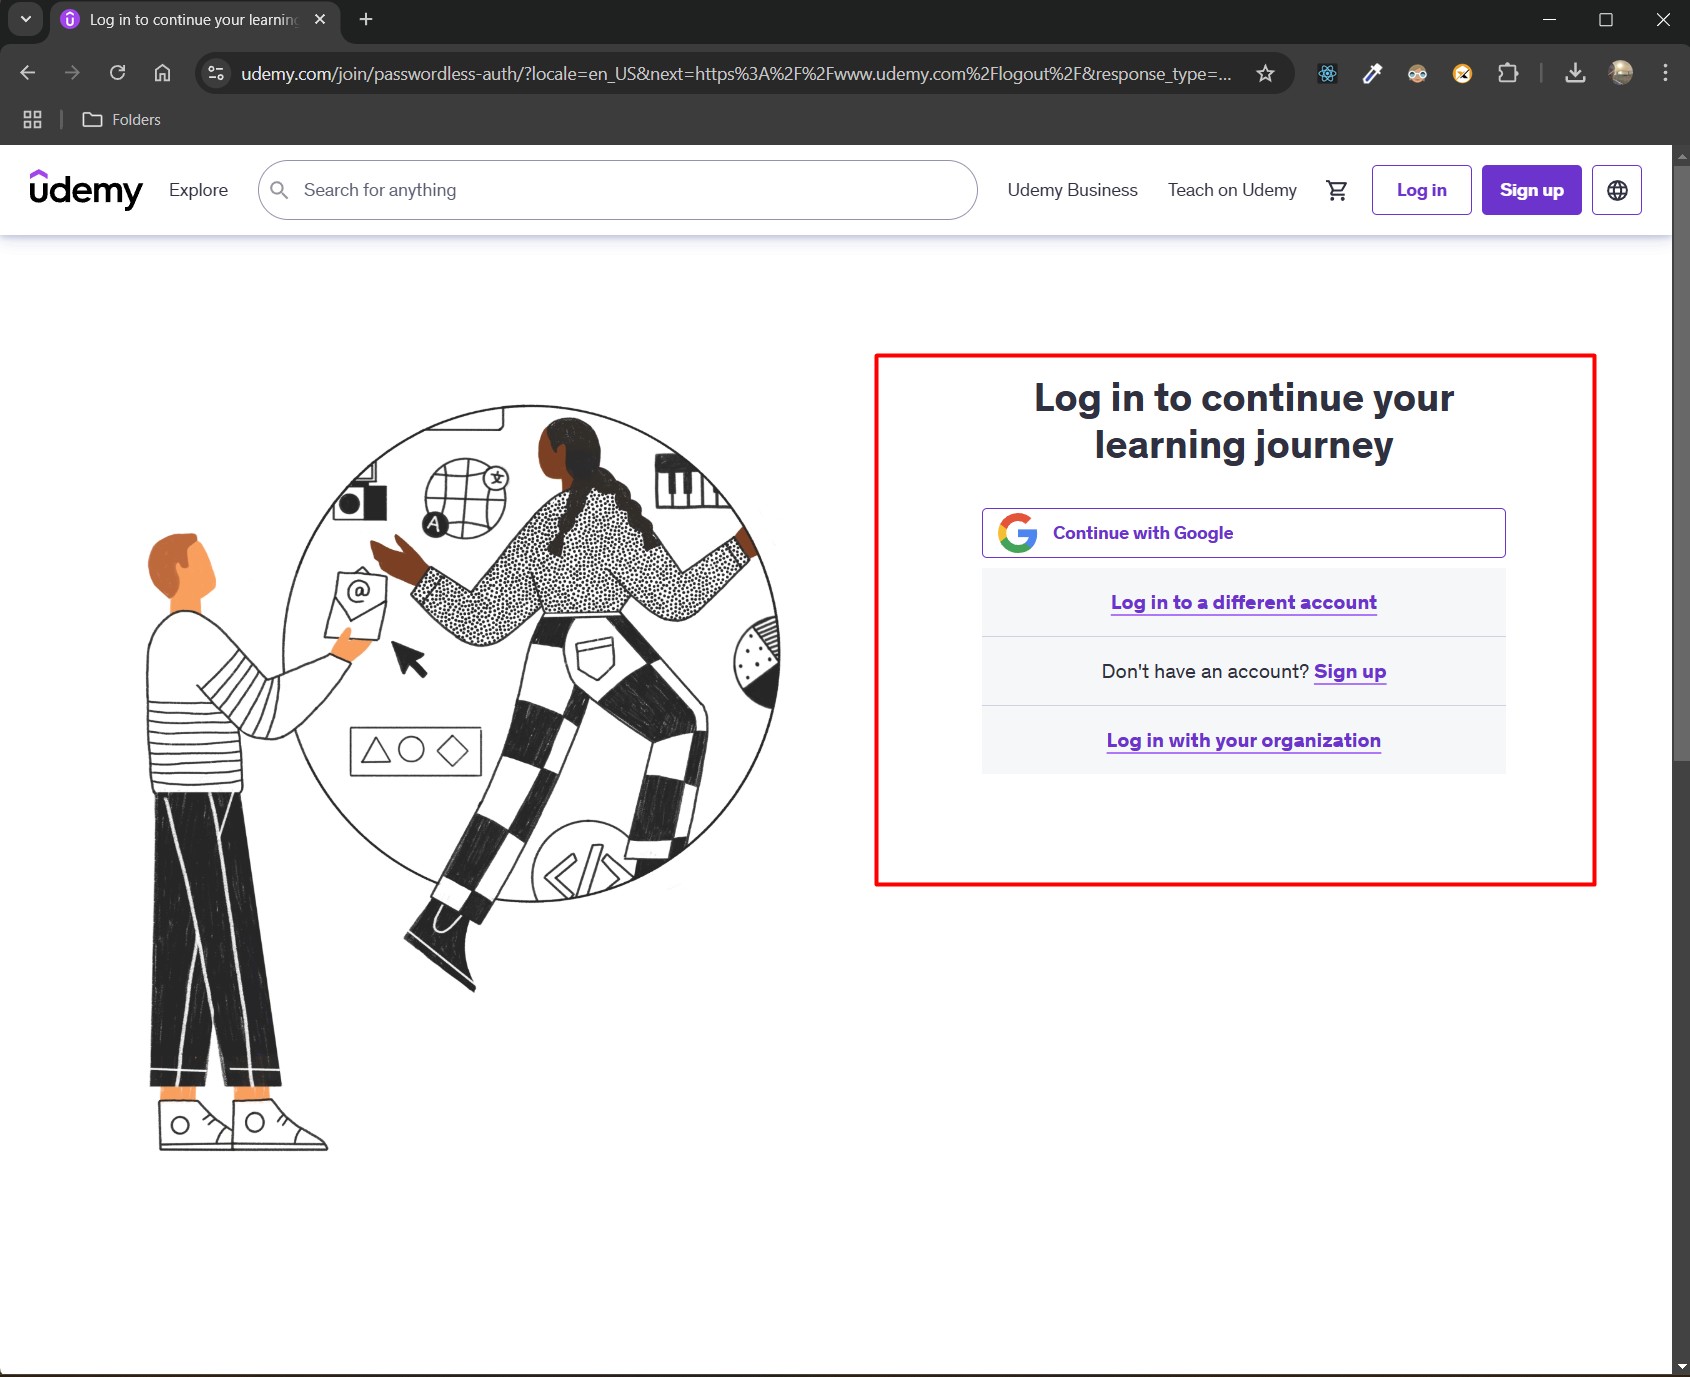 Log in to continue your learning
udemy.com/join/passwordless-auth/?locale=en_US&next=https%3A%2F%2Fwww.udemy.com%2Flogout%2F&response_type=...
Folders
udemy
Explore
Search for anything
Udemy Business
Teach on Udemy
Log in
Sign up
Log in to continue your
learning journey
Continue with Google
Log in to a different account
Don't have an account? Sign up
Log in with your organization
@
文
A
</>